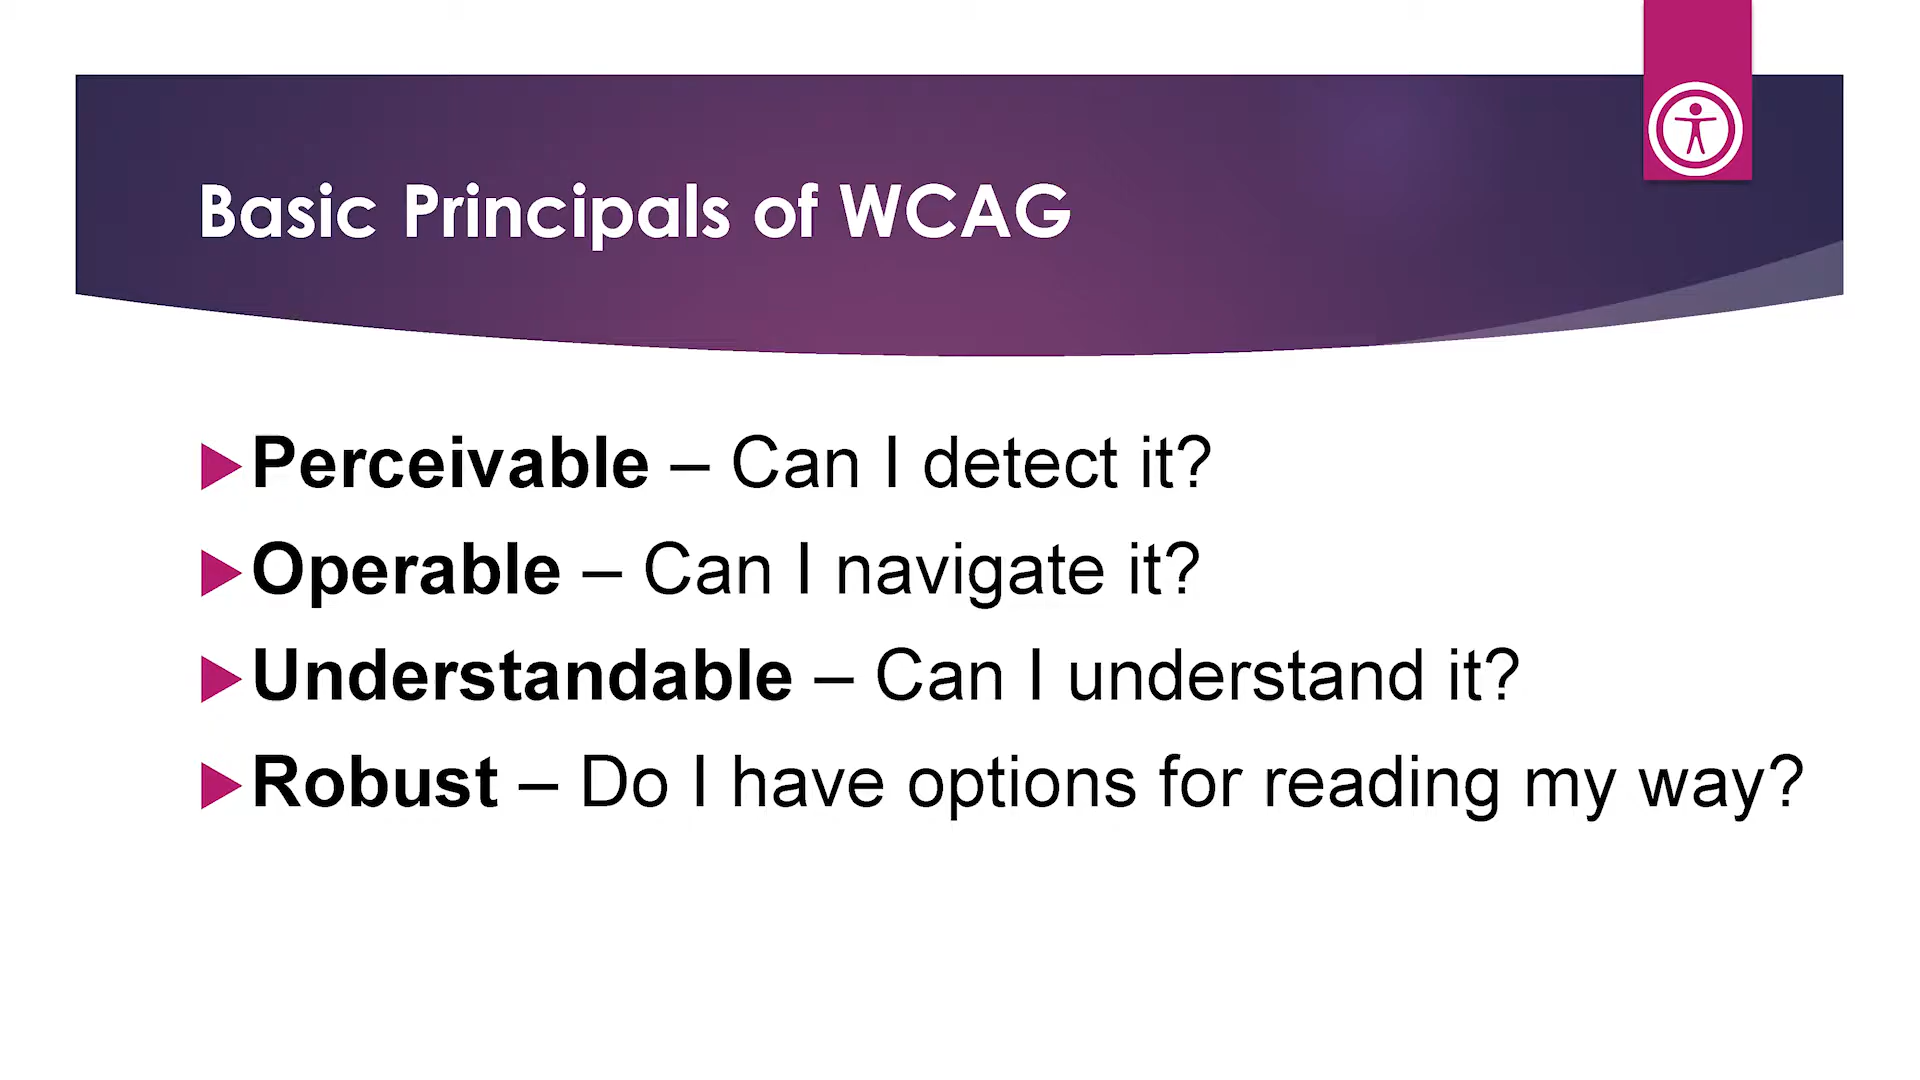 Basic Principals of WCAG
Perceivable – Can I detect it?
Operable – Can I navigate it?
Understandable – Can I understand it?
Robust – Do I have options for reading my way?